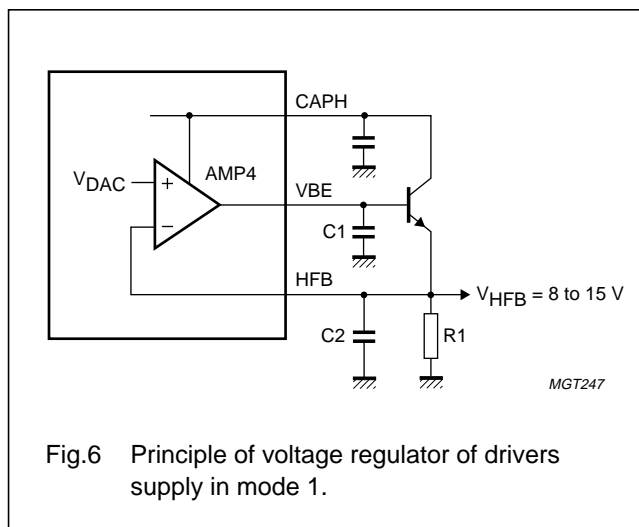 CAPH
AMP4
VDAC
+
−
VBE
C1
HFB
VHFB = 8 to 15 V
C2
R1
MGT247
Fig.6 Principle of voltage regulator of drivers
supply in mode 1.